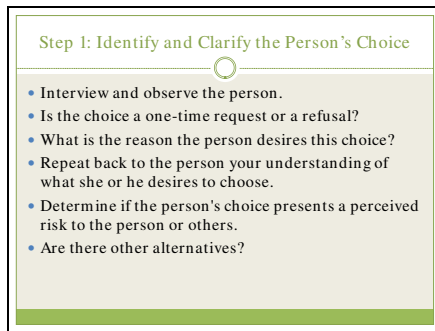 Step 1: Identify and Clarify the Person's Choice
• Interview and observe the person.
• Is the choice a one-time request or a refusal?
• What is the reason the person desires this choice?
• Repeat back to the person your understanding of
what she or he desires to choose.
• Determine if the person's choice presents a perceived
risk to the person or others.
• Are there other alternatives?